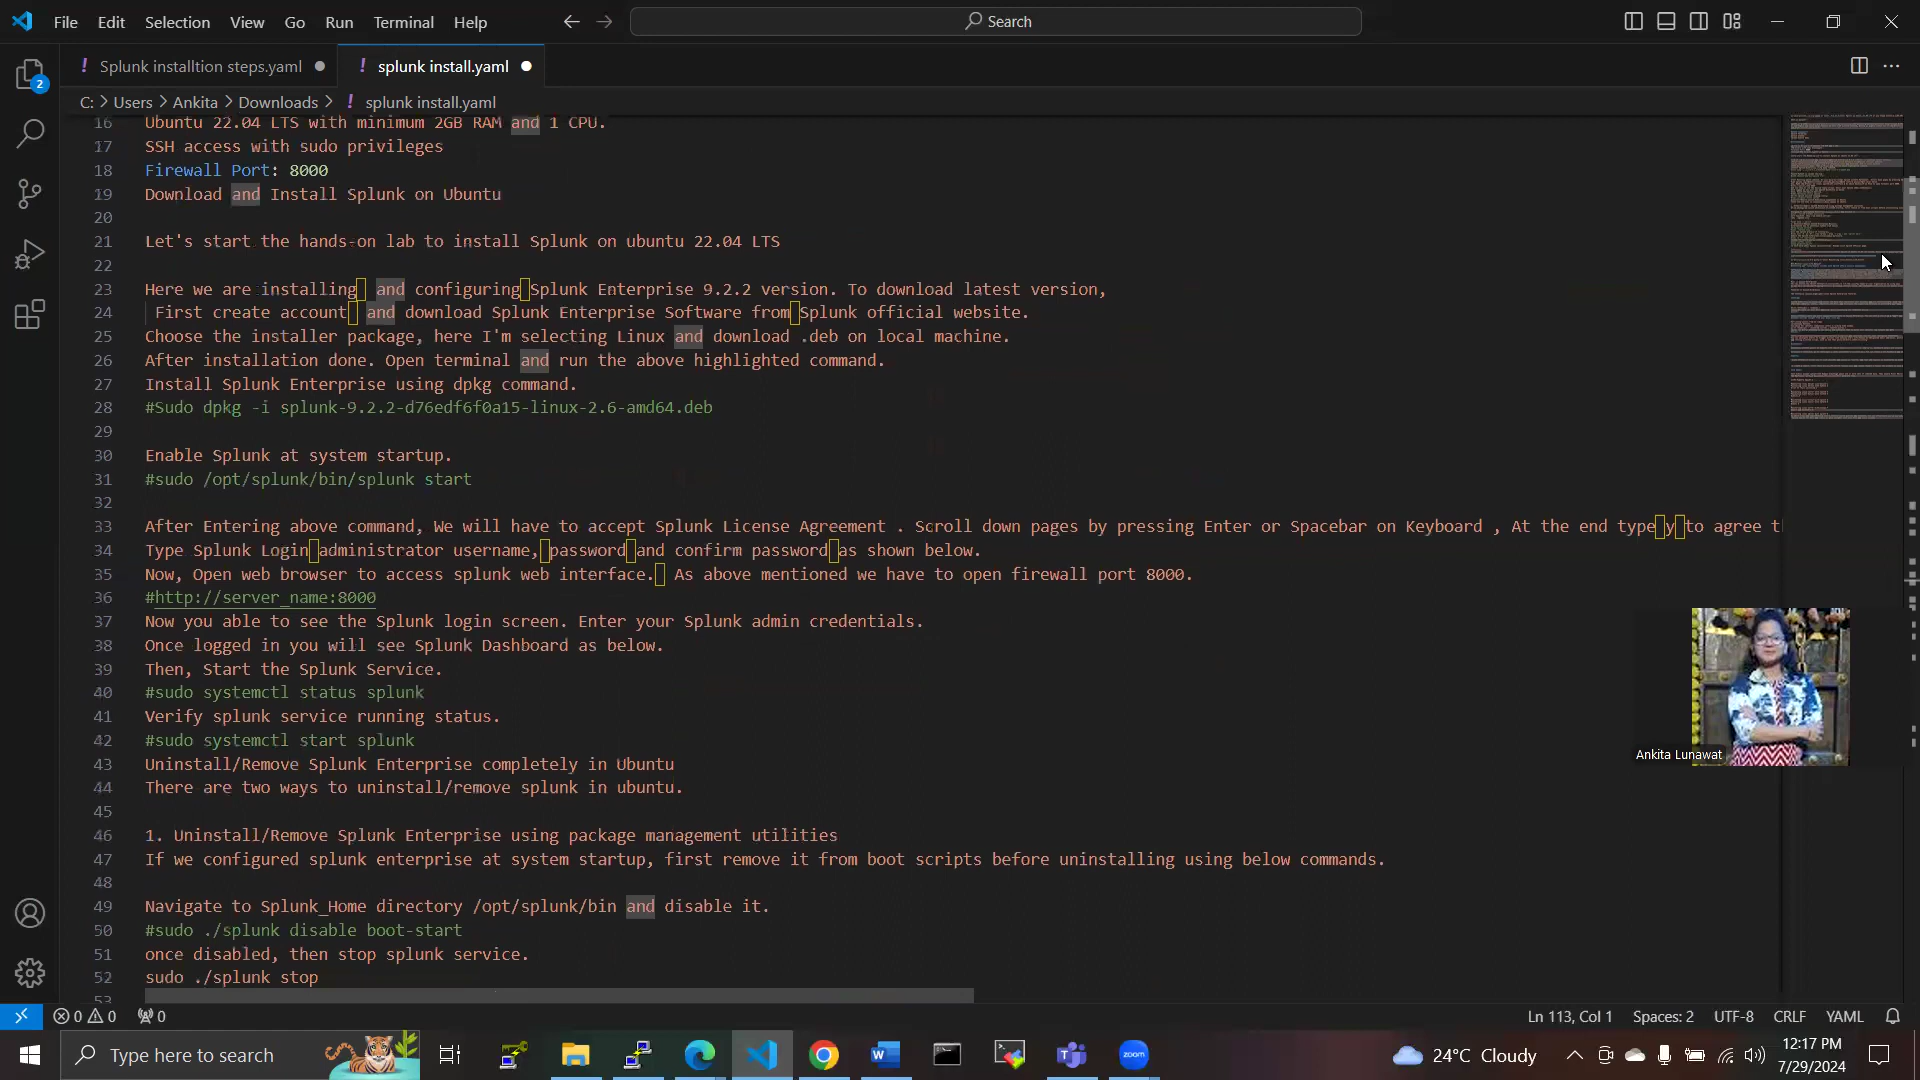 File Edit Selection View Go Run Terminal Help
Search
! Splunk installtion steps.yaml
! splunk install.yaml
C: > Users > Ankita > Downloads > ! splunk install.yaml
16 Ubuntu 22.04 LTS with minimum 2GB RAM and 1 CPU.
17 SSH access with sudo privileges
18 Firewall Port: 8000
19 Download and Install Splunk on Ubuntu
20
21 Let's start the hands-on lab to install Splunk on ubuntu 22.04 LTS
22
23 Here we are installing and configuring Splunk Enterprise 9.2.2 version. To download latest version,
24 First create account and download Splunk Enterprise Software from Splunk official website.
25 Choose the installer package, here I'm selecting Linux and download .deb on local machine.
26 After installation done. Open terminal and run the above highlighted command.
27 Install Splunk Enterprise using dpkg command.
28 #Sudo dpkg -i splunk-9.2.2-d76edf6f0a15-linux-2.6-amd64.deb
29
30 Enable Splunk at system startup.
31 #sudo /opt/splunk/bin/splunk start
32
33 After Entering above command, We will have to accept Splunk License Agreement . Scroll down pages by pressing Enter or Spacebar on Keyboard , At the end type y to agree t
34 Type Splunk Login administrator username, password and confirm password as shown below.
35 Now, Open web browser to access splunk web interface. As above mentioned we have to open firewall port 8000.
36 #http://server_name:8000
37 Now you able to see the Splunk login screen. Enter your Splunk admin credentials.
38 Once logged in you will see Splunk Dashboard as below.
39 Then, Start the Splunk Service.
40 #sudo systemctl status splunk
41 Verify splunk service running status.
42 #sudo systemctl start splunk
43 Uninstall/Remove Splunk Enterprise completely in Ubuntu
44 There are two ways to uninstall/remove splunk in ubuntu.
45
46 1. Uninstall/Remove Splunk Enterprise using package management utilities
47 If we configured splunk enterprise at system startup, first remove it from boot scripts before uninstalling using below commands.
48
49 Navigate to Splunk_Home directory /opt/splunk/bin and disable it.
50 #sudo ./splunk disable boot-start
51 once disabled, then stop splunk service.
52 sudo ./splunk stop
53
2
Ankita Lunawat
0 0 0
Ln 113, Col 1 Spaces: 2 UTF-8 CRLF YAML
Type here to search
zoom
24°C Cloudy
12:17 PM
7/29/2024